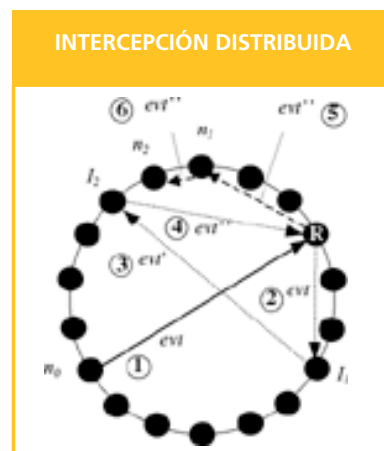 INTERCEPCIÓN DISTRIBUIDA
⑥ evt'' evt'' ⑤
n₁
n₂
I₂
R
④ evt''
③ evt'
② evt
evt
①
n₀
I₁